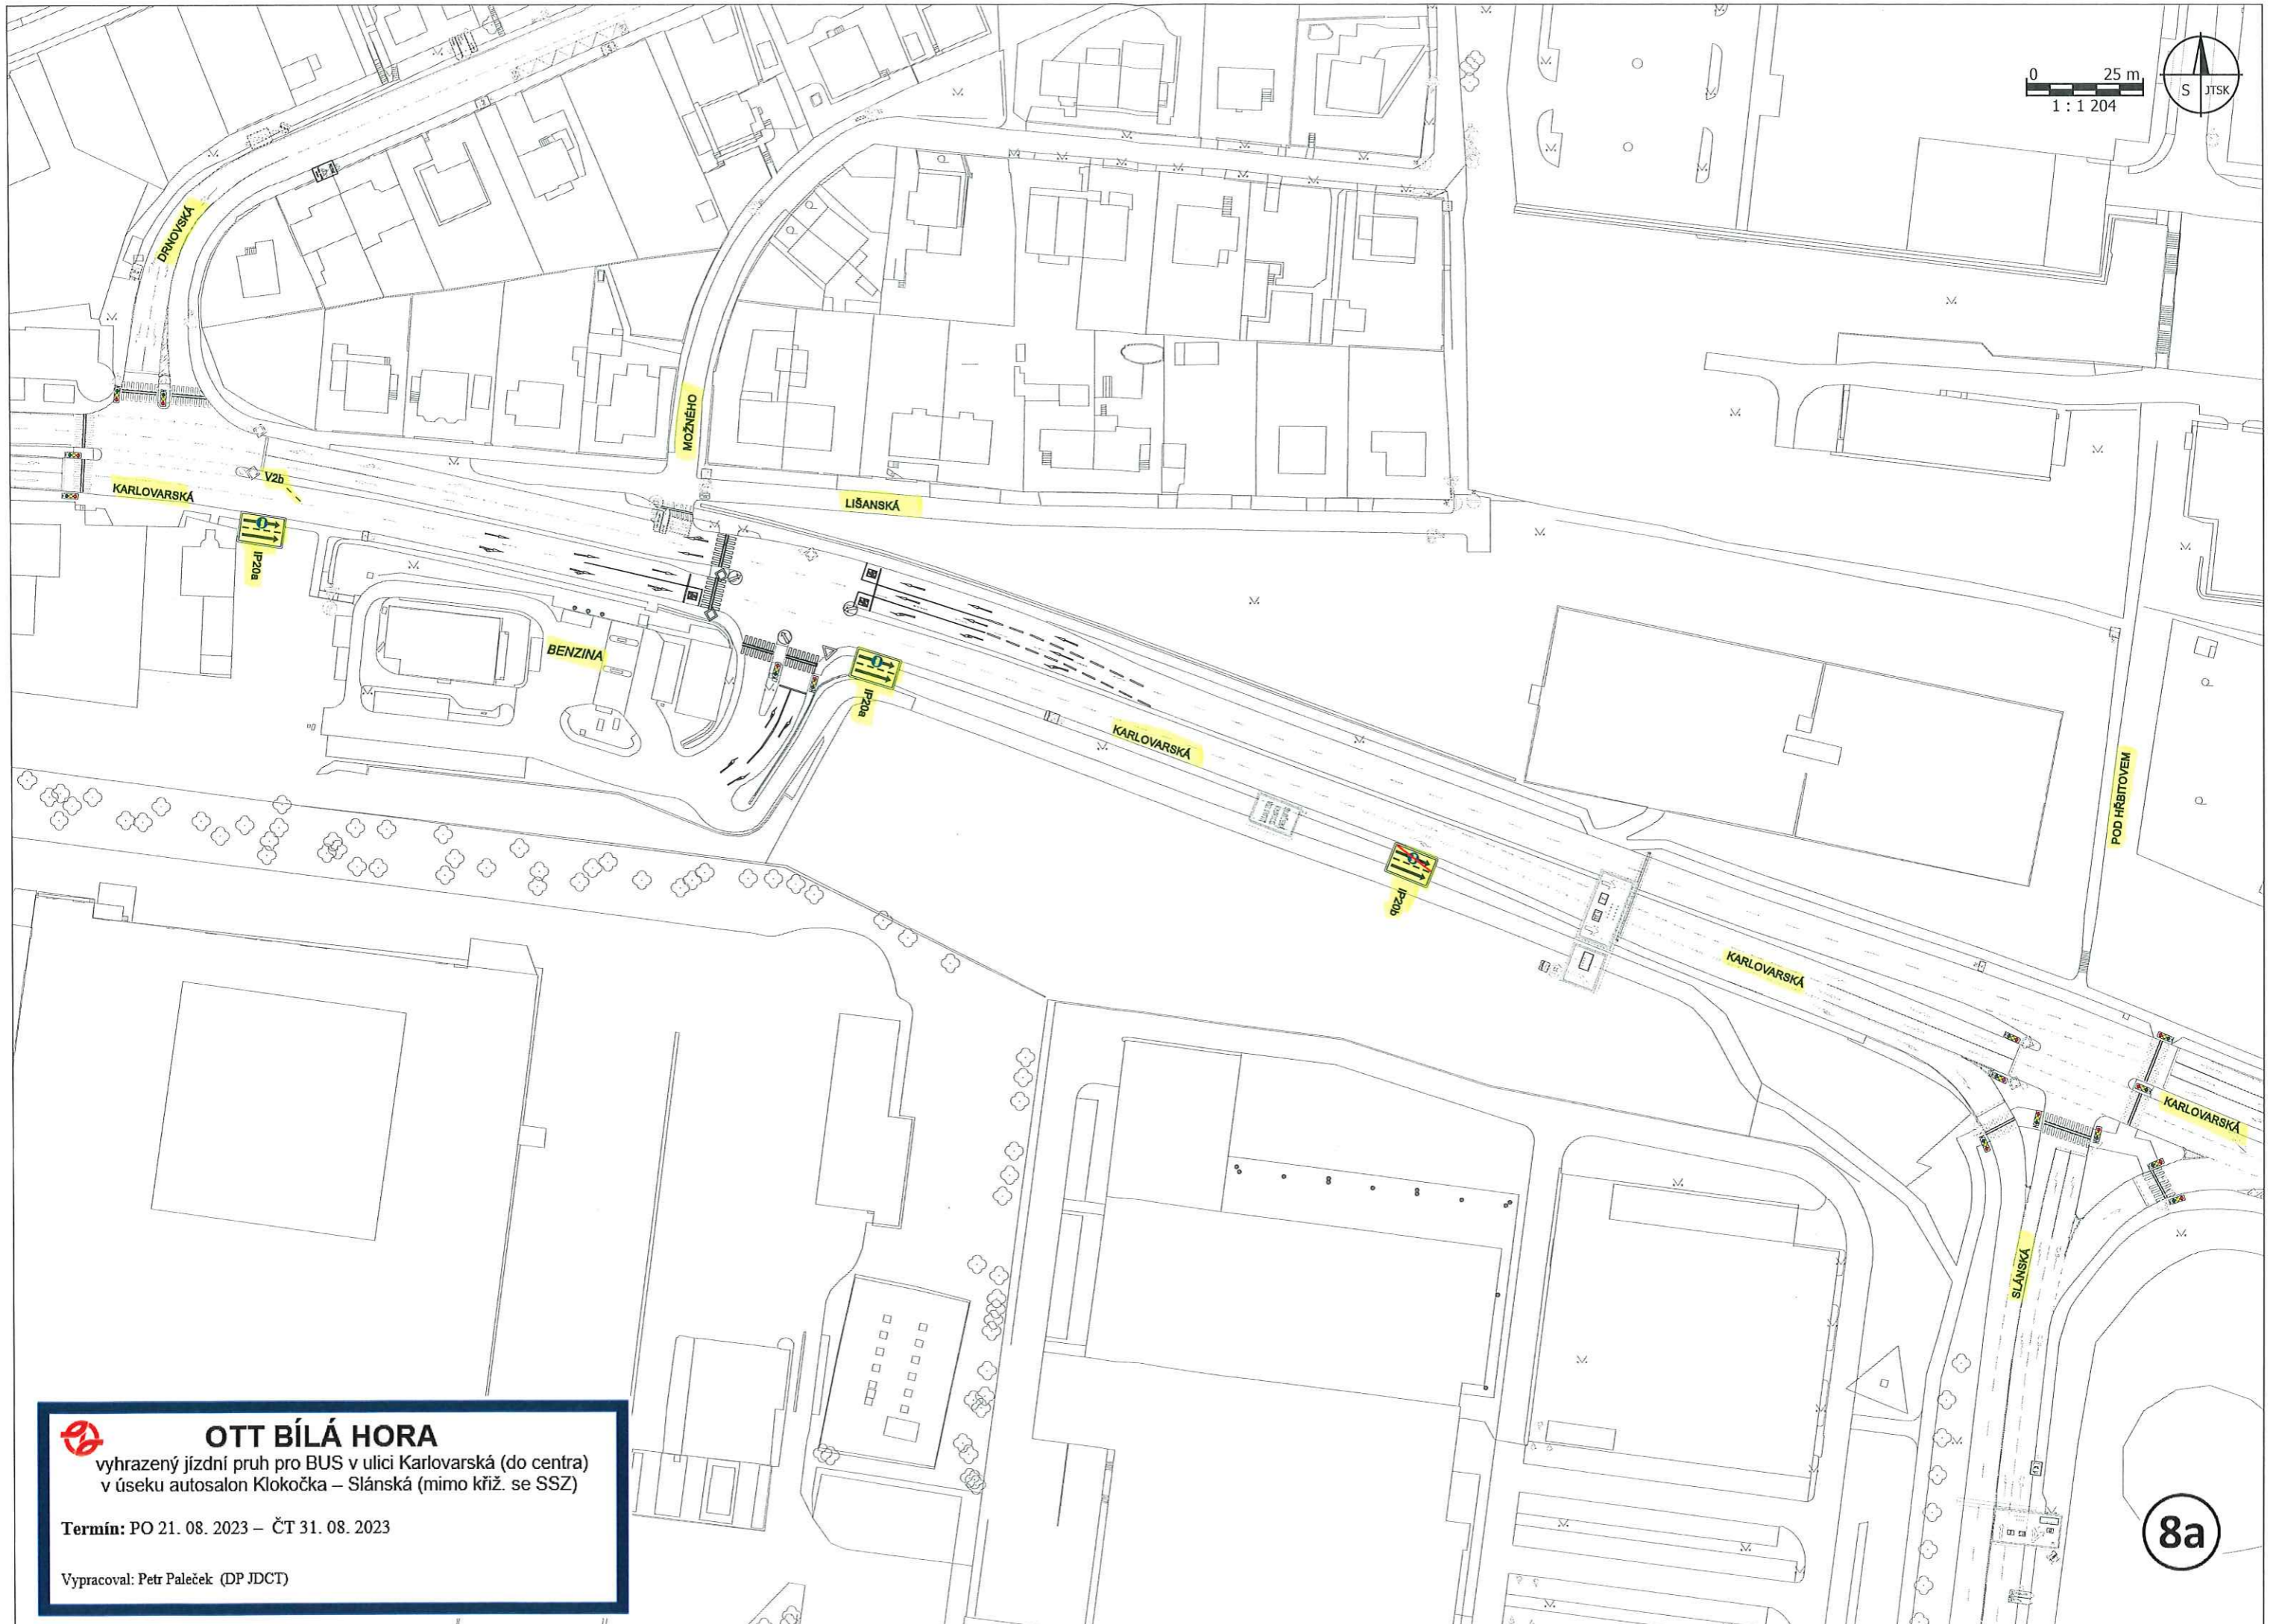 0 25 m
1 : 1 204
S JTSK
DRNOVSKÁ
MOŽNÉHO
KARLOVARSKÁ
V2b
LIŠANSKÁ
IP20a
BENZINA
IP20a
KARLOVARSKÁ
POD HŘBITOVEM
IP20b
KARLOVARSKÁ
KARLOVARSKÁ
SLÁNSKÁ
OTT BÍLÁ HORA
vyhrazený jízdní pruh pro BUS v ulici Karlovarská (do centra)
v úseku autosalon Klokočka – Slánská (mimo křiž. se SSZ)
Termín: PO 21. 08. 2023 – ČT 31. 08. 2023
Vypracoval: Petr Paleček (DP JDCT)
8a